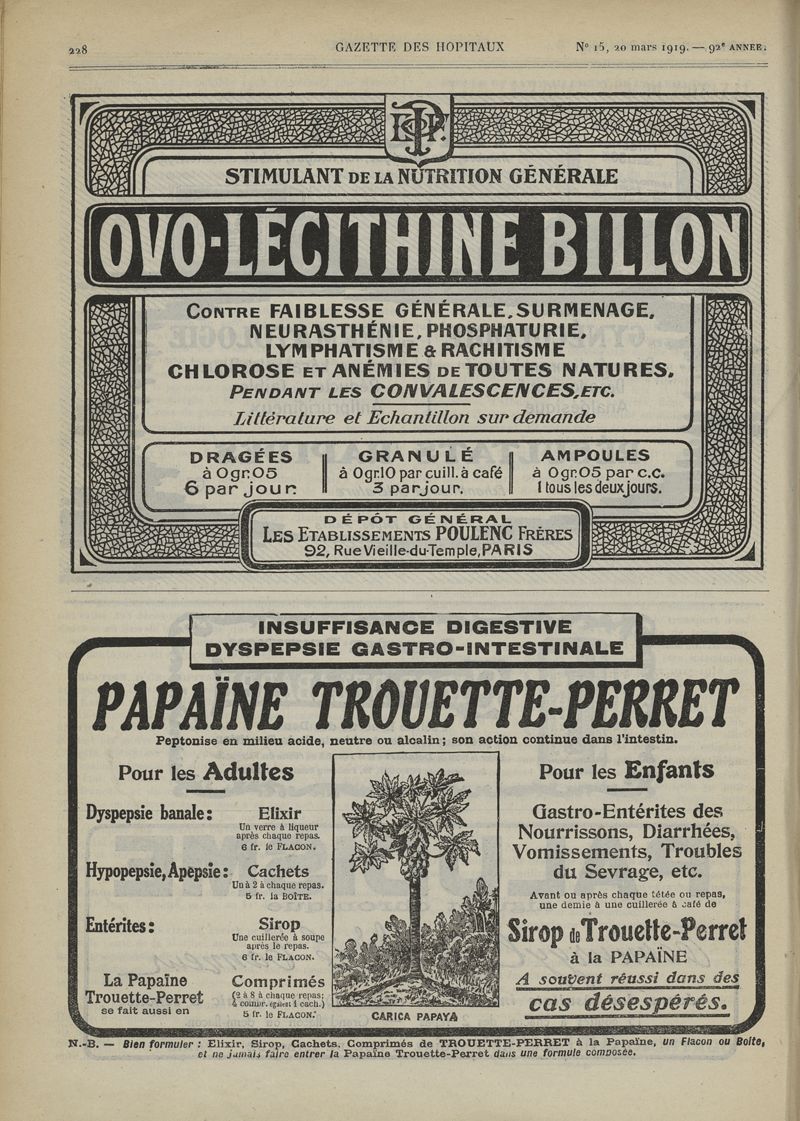 228
GAZETTE DES HOPITAUX
N° 15, 20 mars 1919. — 92e ANNEE.
STIMULANT DE LA NUTRITION GÉNÉRALE
OVO-LÉCITHINE BILLON
CONTRE FAIBLESSE GÉNÉRALE, SURMENAGE,
NEURASTHÉNIE, PHOSPHATURIE,
LYMPHATISME & RACHITISME
CHLOROSE ET ANÉMIES DE TOUTES NATURES.
PENDANT LES CONVALESCENCES, ETC.
Littérature et Echantillon sur demande
DRAGÉES
à 0gr.05
6 par jour.
GRANULÉ
à 0gr.10 par cuill. à café
3 par jour.
AMPOULES
à 0gr.05 par c.c.
1 tous les deux jours.
DÉPÔT GÉNÉRAL
LES ETABLISSEMENTS POULENC FRÈRES
92, Rue Vieille-du-Temple, PARIS
INSUFFISANCE DIGESTIVE
DYSPEPSIE GASTRO-INTESTINALE
PAPAÏNE TROUETTE-PERRET
Peptonise en milieu acide, neutre ou alcalin; son action continue dans l'intestin.
Pour les Adultes
Dyspepsie banale: Elixir
Un verre à liqueur
après chaque repas.
6 fr. le FLACON.
Hypopepsie, Apepsie: Cachets
Un à 2 à chaque repas.
5 fr. la BOÎTE.
Entérites: Sirop
Une cuillerée à soupe
après le repas.
6 fr. le FLACON.
La Papaïne
Trouette-Perret
se fait aussi en
Comprimés
(2 à 8 à chaque repas;
4 compr. égalent 1 cach.)
5 fr. le FLACON.
CARICA PAPAYA
Pour les Enfants
Gastro-Entérites des
Nourrissons, Diarrhées,
Vomissements, Troubles
du Sevrage, etc.
Avant ou après chaque tétée ou repas,
une demie à une cuillerée à café de
Sirop de Trouette-Perret
à la PAPAÏNE
A souvent réussi dans des
cas désespérés.
N.-B. — Bien formuler : Elixir, Sirop, Cachets, Comprimés de TROUETTE-PERRET à la Papaïne, un Flacon ou Boîte,
et ne jamais faire entrer la Papaïne Trouette-Perret dans une formule composée.